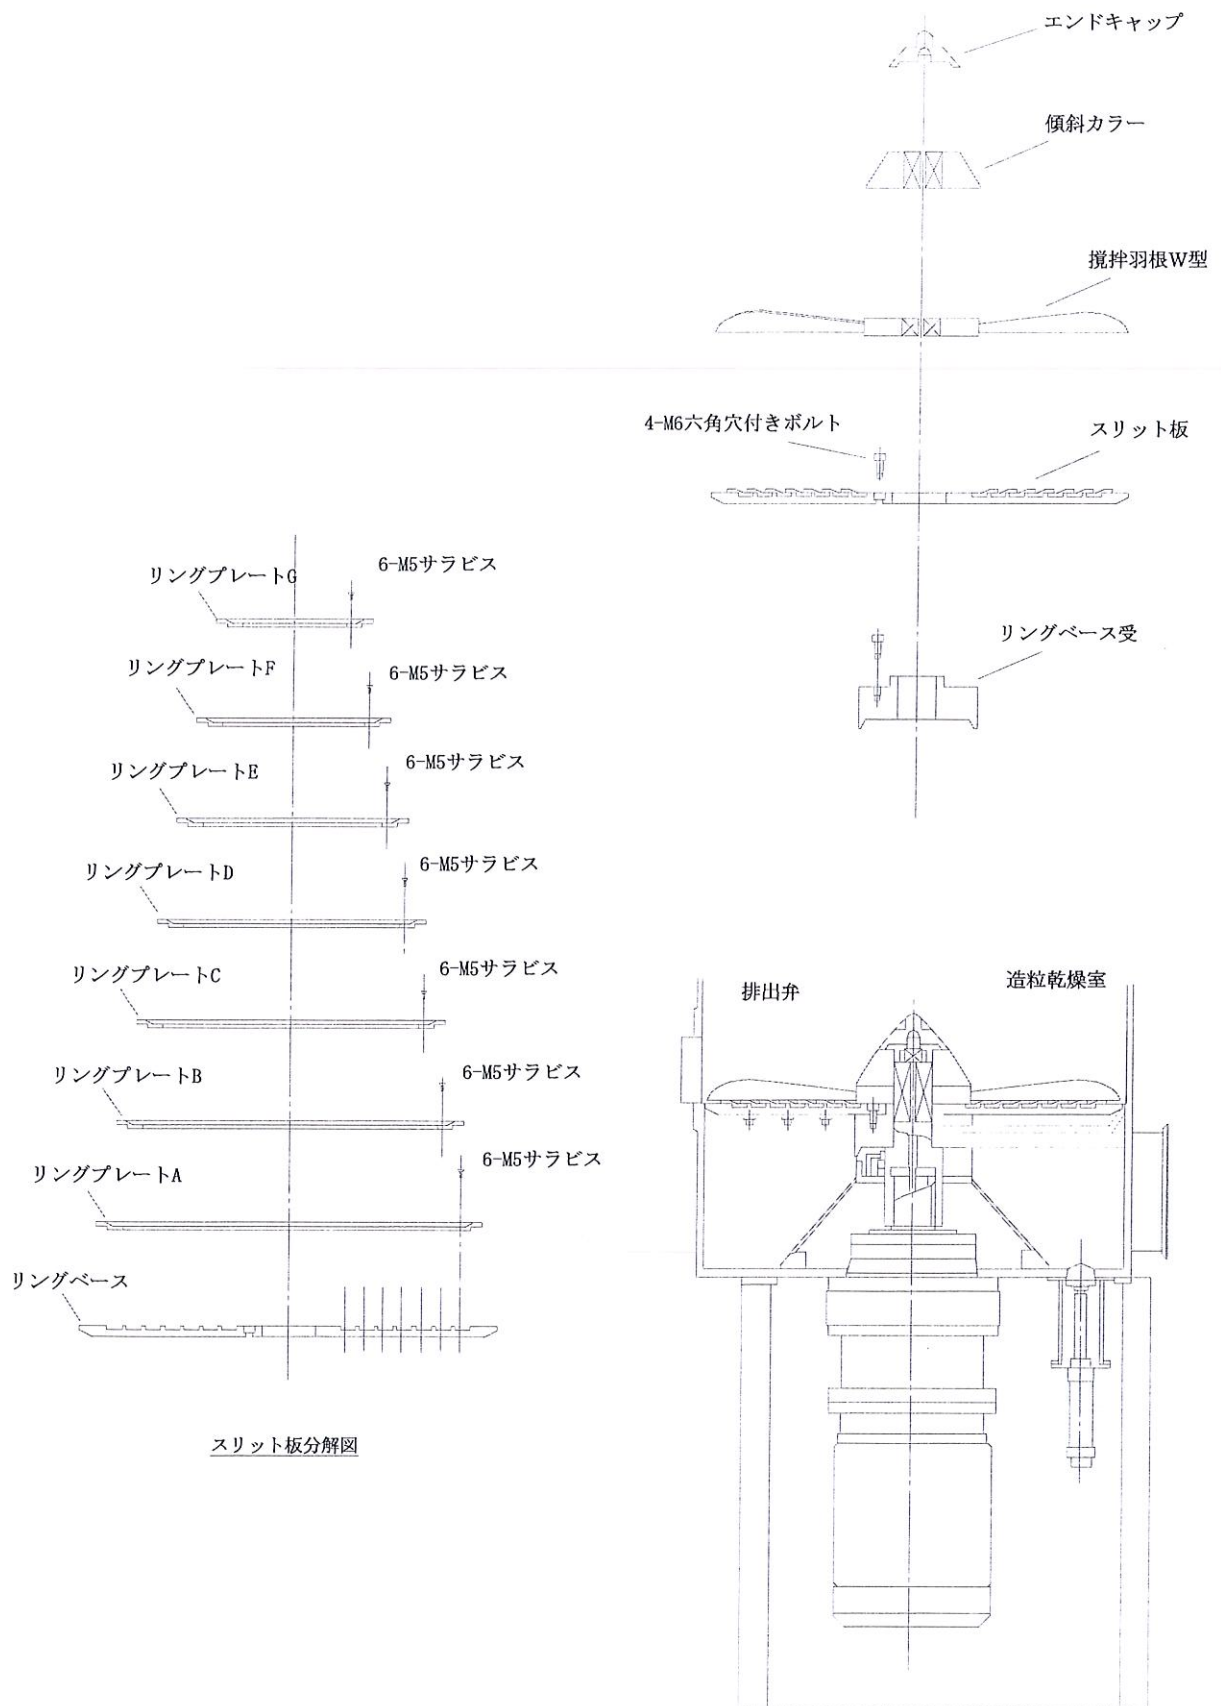 エンドキャップ
傾斜カラー
撹拌羽根W型
4-M6六角穴付きボルト
スリット板
リングベース受
リングプレートG
6-M5サラビス
リングプレートF
6-M5サラビス
リングプレートE
6-M5サラビス
リングプレートD
6-M5サラビス
リングプレートC
6-M5サラビス
リングプレートB
6-M5サラビス
リングプレートA
6-M5サラビス
リングベース
スリット板分解図
排出弁
造粒乾燥室